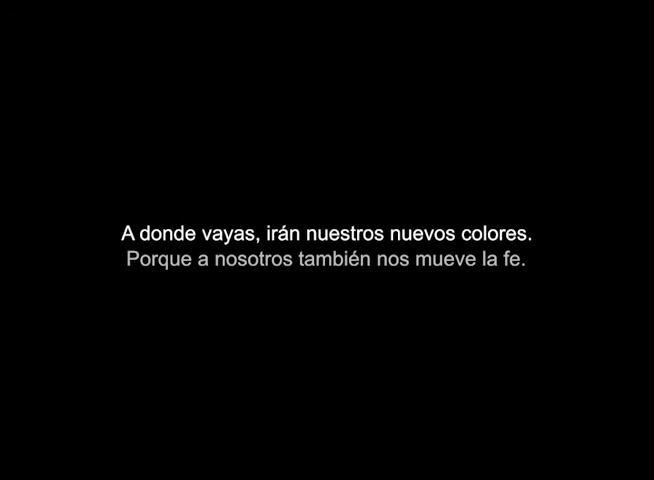 A donde vayas, irán nuestros nuevos colores.
Porque a nosotros también nos mueve la fe.